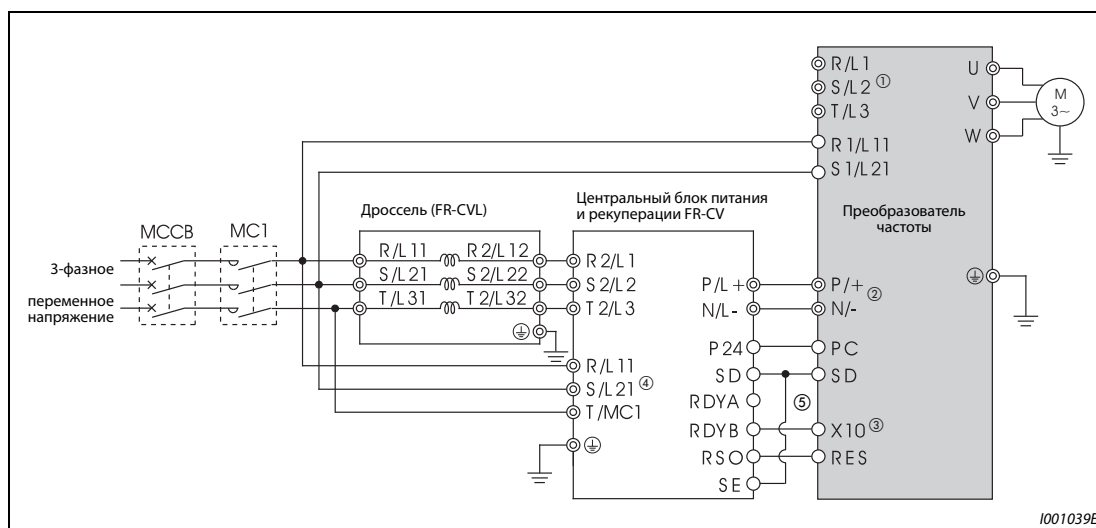 R/L1
S/L2 ①
T/L3
R1/L11
S1/L21
U
V
W
M
3~
Преобразователь
частоты
Центральный блок питания
и рекуперации FR-CV
Дроссель (FR-CVL)
MCCB
MC1
3-фазное
переменное
напряжение
R/L11
R2/L12
S/L21
S2/L22
T/L31
T2/L32
R2/L1
S2/L2
T2/L3
R/L11
S/L21 ④
T/MC1
P/L+
N/L-
P24
SD
RDYA
RDYB
RSO
SE
⑤
P/+
②
N/-
PC
SD
X10 ③
RES
I001039E